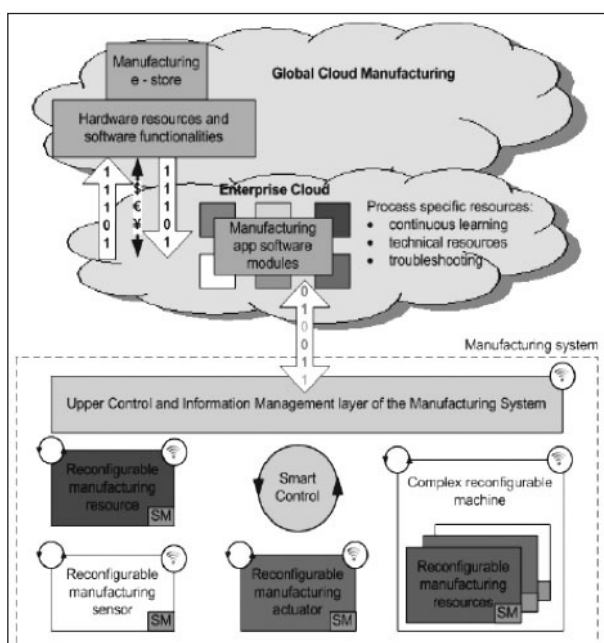 Manufacturing
e - store
Global Cloud Manufacturing
Hardware resources and
software functionalities
1 1 1 0 1
$ € ¥
1 1 1 0 1
Enterprise Cloud
Manufacturing
app software
modules
Process specific resources:
• continuous learning
• technical resources
• troubleshooting
0 1 0 0 1 1
Manufacturing system
Upper Control and Information Management layer of the Manufacturing System
Reconfigurable
manufacturing
resource
SM
Smart
Control
Complex reconfigurable
machine
Reconfigurable
manufacturing
sensor
SM
Reconfigurable
manufacturing
actuator
SM
Reconfigurable
manufacturing
resources
SM